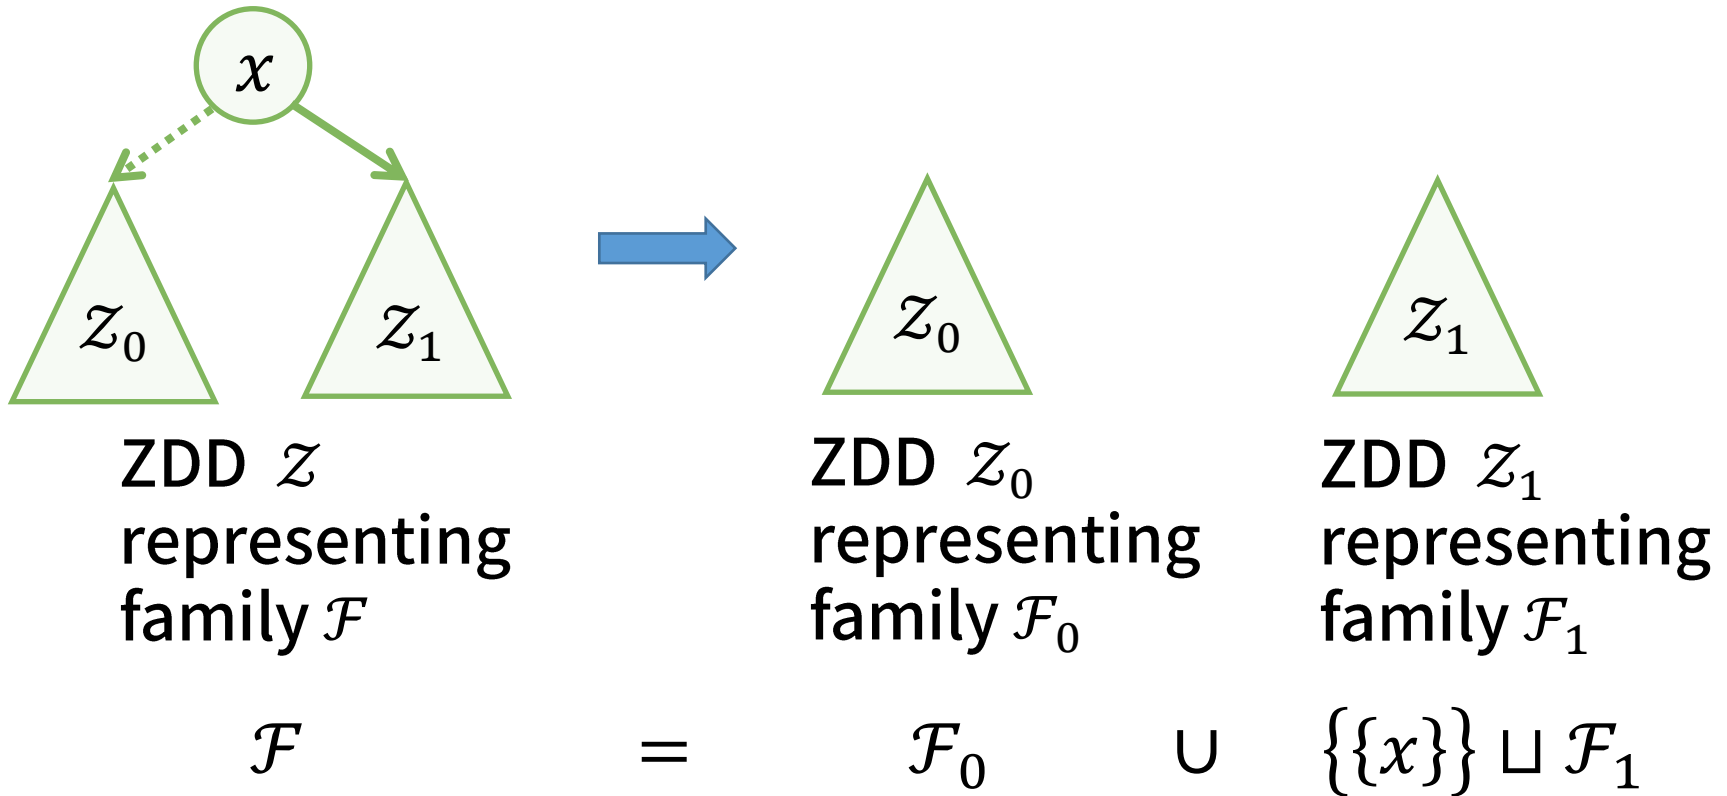 x
𝒵₀
𝒵₁
𝒵₀
𝒵₁
ZDD 𝒵
representing
family ℱ
ZDD 𝒵₀
representing
family ℱ₀
ZDD 𝒵₁
representing
family ℱ₁
ℱ = ℱ₀ ∪ {{x}} ⊔ ℱ₁